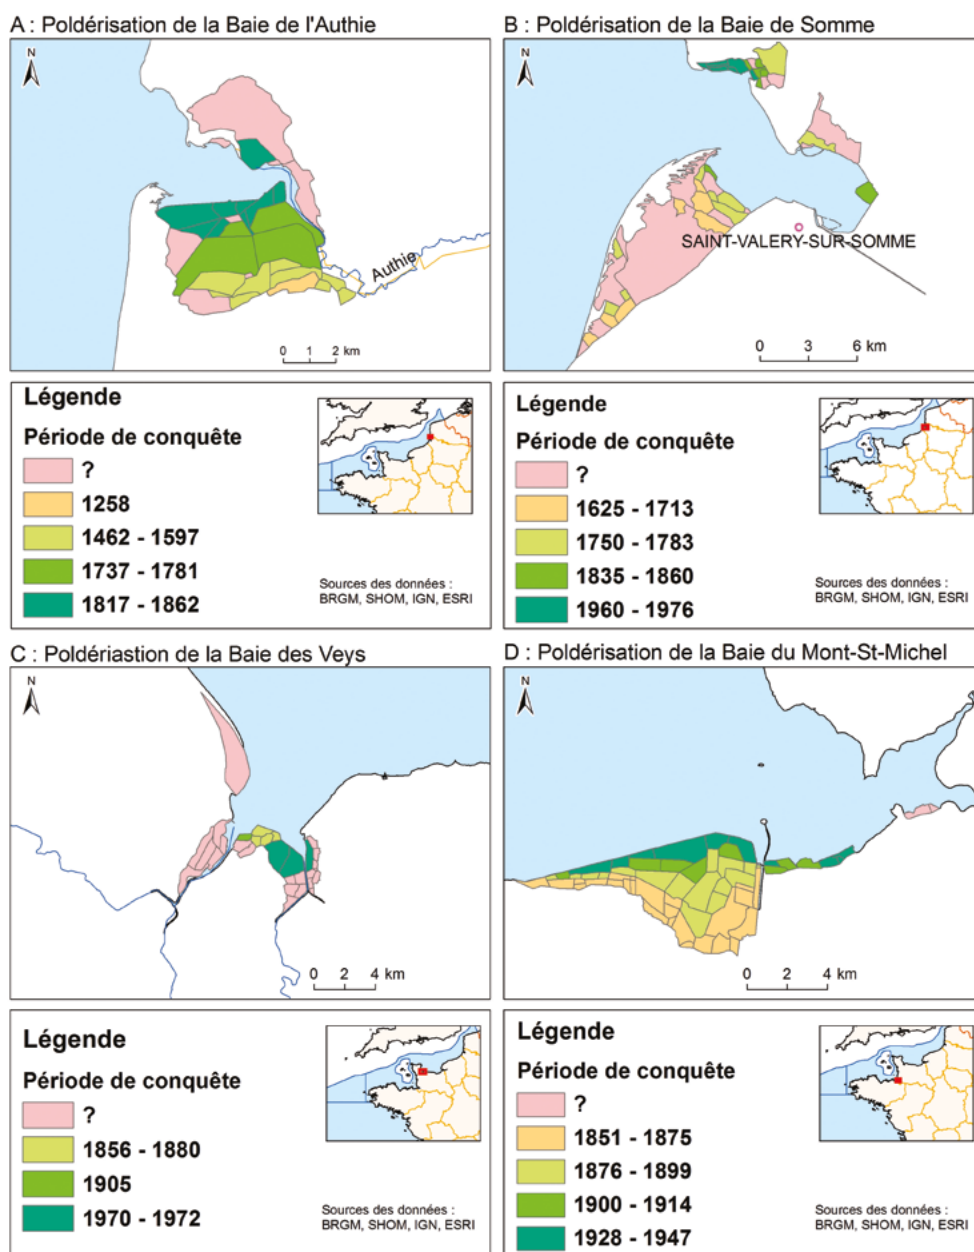 A : Poldérisation de la Baie de l'Authie
N
Authie
0 1 2 km
Légende
Période de conquête
?
1258
1462 - 1597
1737 - 1781
1817 - 1862
Sources des données :
BRGM, SHOM, IGN, ESRI
B : Poldérisation de la Baie de Somme
N
SAINT-VALERY-SUR-SOMME
0 3 6 km
Légende
Période de conquête
?
1625 - 1713
1750 - 1783
1835 - 1860
1960 - 1976
Sources des données :
BRGM, SHOM, IGN, ESRI
C : Poldériastion de la Baie des Veys
N
0 2 4 km
Légende
Période de conquête
?
1856 - 1880
1905
1970 - 1972
Sources des données :
BRGM, SHOM, IGN, ESRI
D : Poldérisation de la Baie du Mont-St-Michel
N
0 2 4 km
Légende
Période de conquête
?
1851 - 1875
1876 - 1899
1900 - 1914
1928 - 1947
Sources des données :
BRGM, SHOM, IGN, ESRI